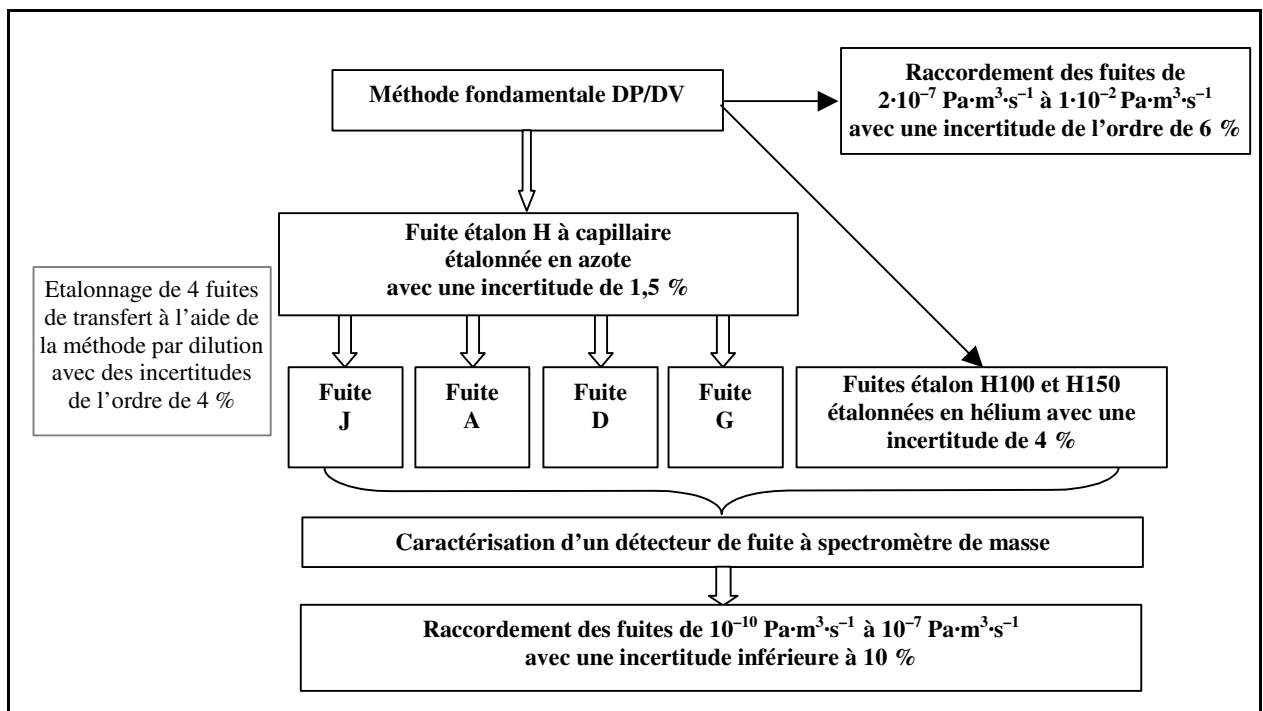 Méthode fondamentale DP/DV
Raccordement des fuites de
2·10⁻⁷ Pa·m³·s⁻¹ à 1·10⁻² Pa·m³·s⁻¹
avec une incertitude de l’ordre de 6 %
Fuite étalon H à capillaire
étalonnée en azote
avec une incertitude de 1,5 %
Etalonnage de 4 fuites
de transfert à l’aide de
la méthode par dilution
avec des incertitudes
de l’ordre de 4 %
Fuite
J
Fuite
A
Fuite
D
Fuite
G
Fuites étalon H100 et H150
étalonnées en hélium avec une
incertitude de 4 %
Caractérisation d’un détecteur de fuite à spectromètre de masse
Raccordement des fuites de 10⁻¹⁰ Pa·m³·s⁻¹ à 10⁻⁷ Pa·m³·s⁻¹
avec une incertitude inférieure à 10 %